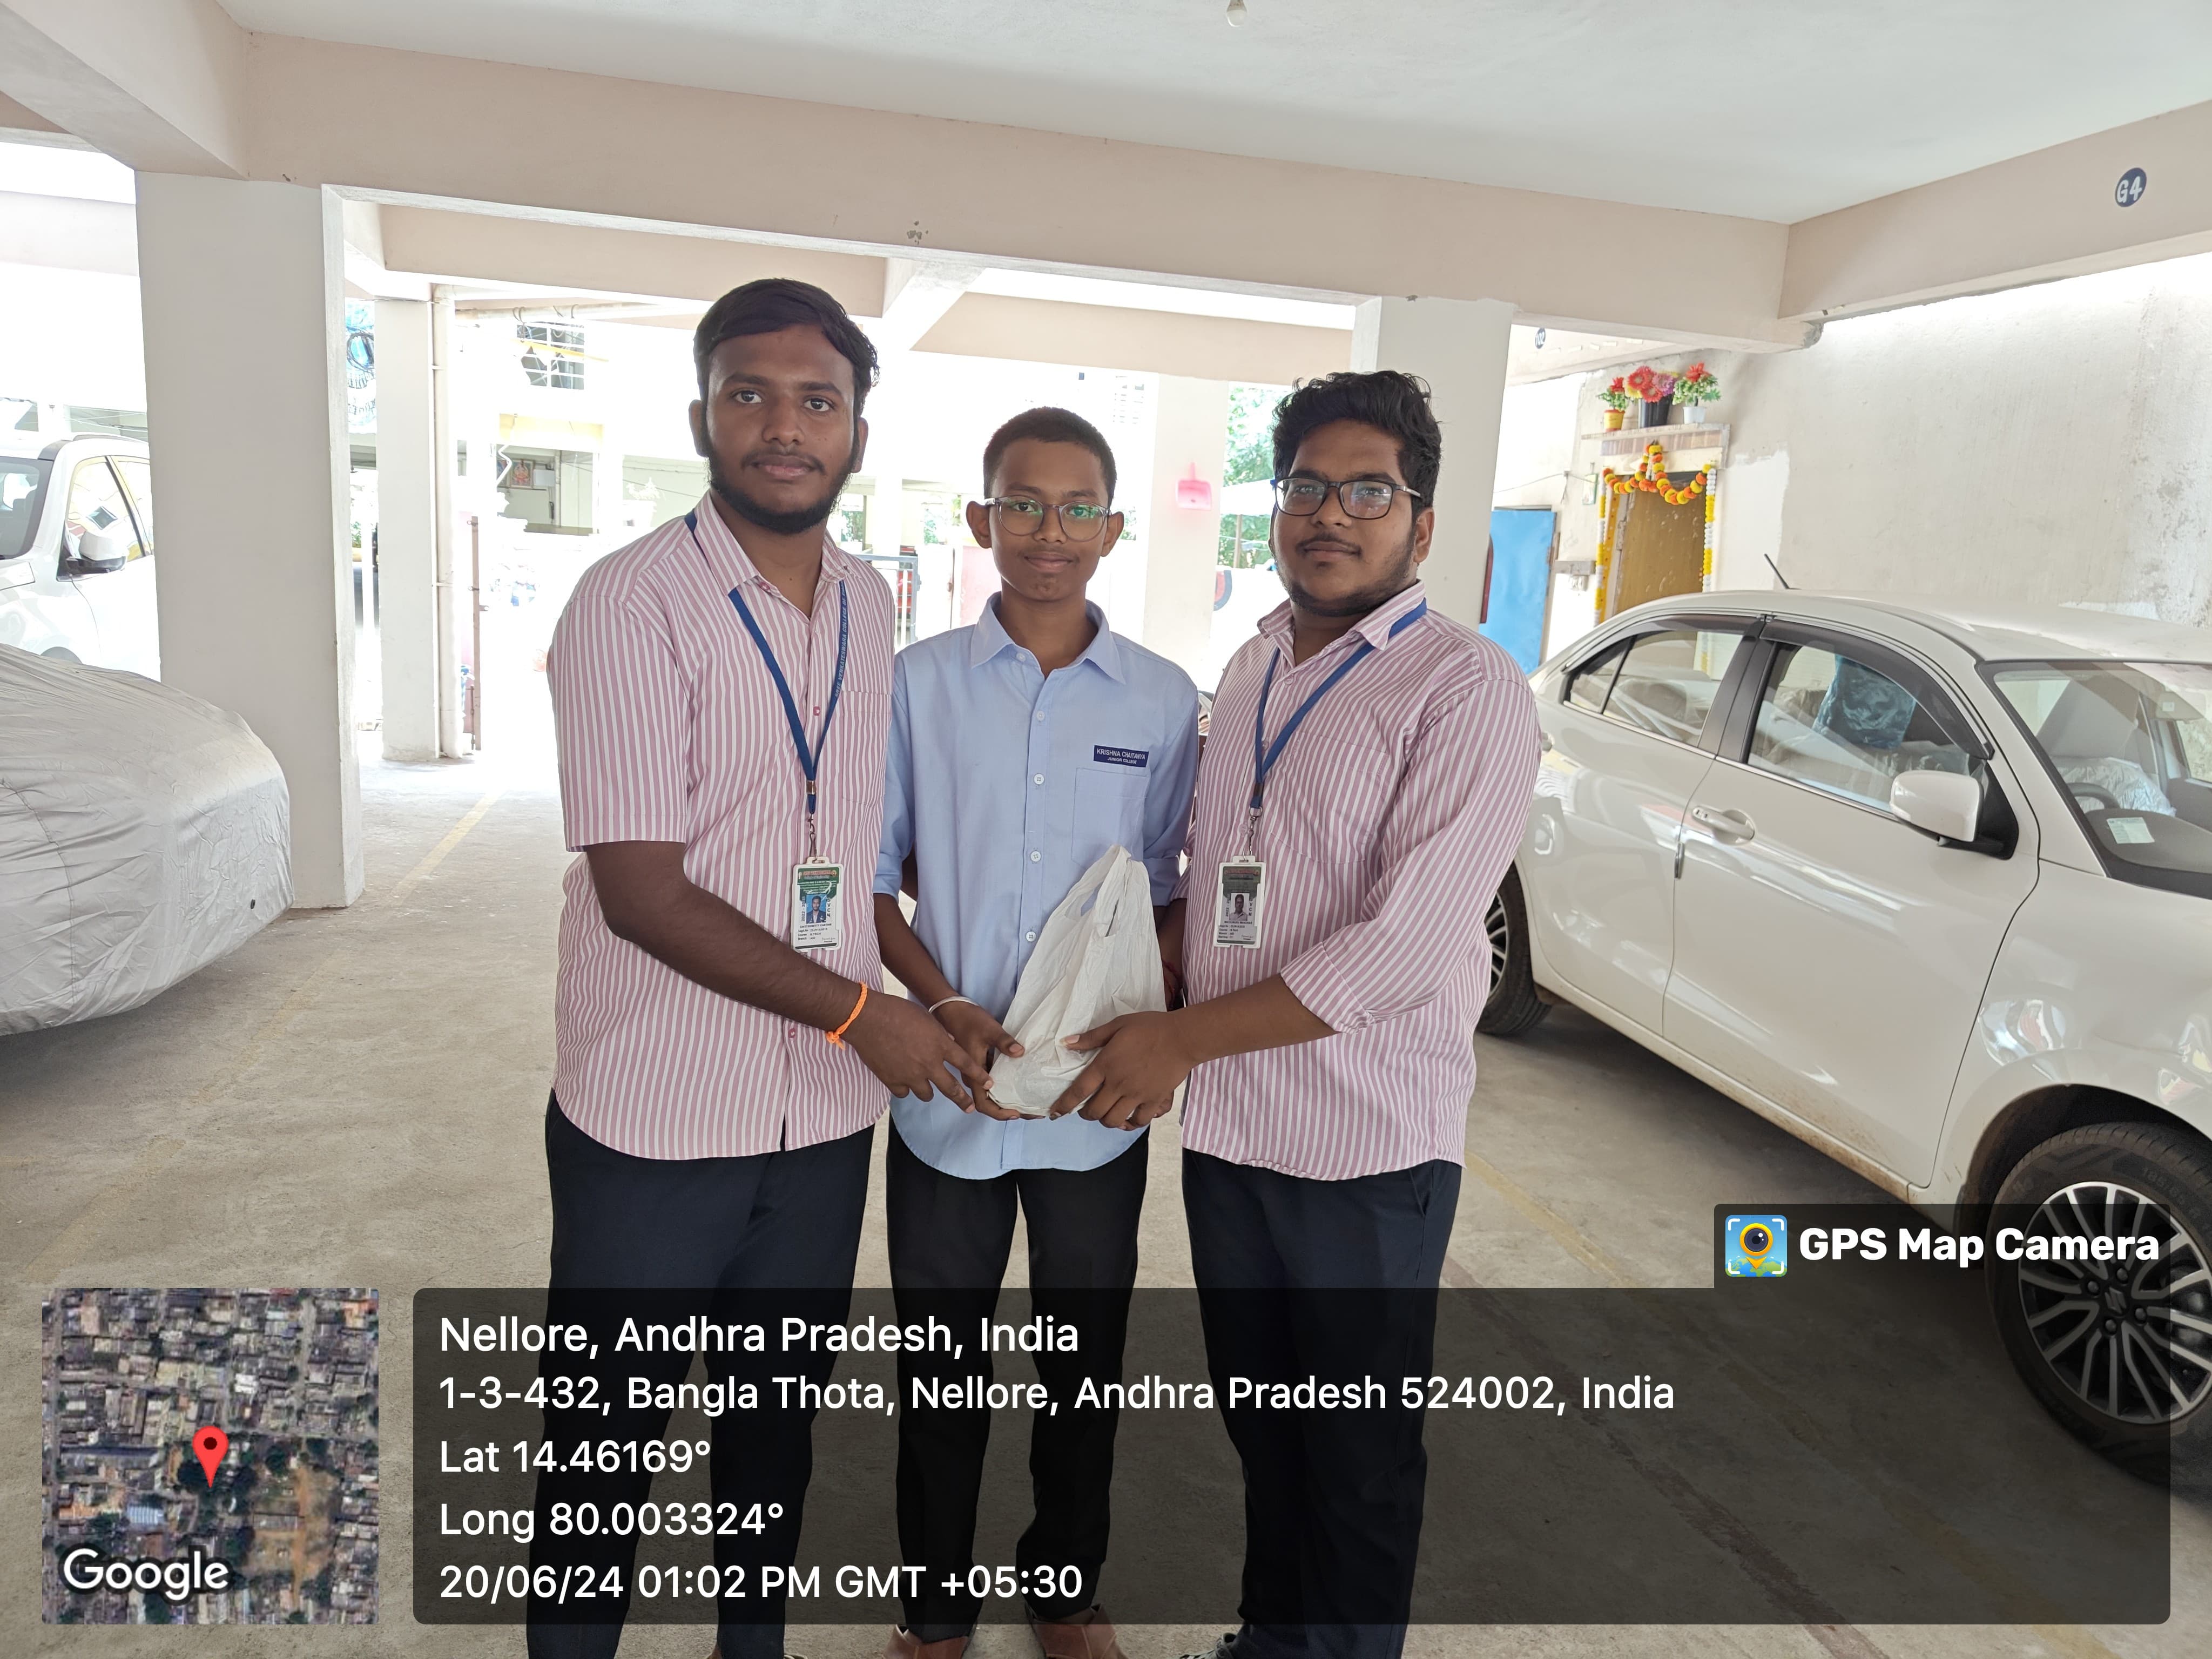 G4
KRISHNA CHAITANYA
JUNIOR COLLEGE
GPS Map Camera
Nellore, Andhra Pradesh, India
1-3-432, Bangla Thota, Nellore, Andhra Pradesh 524002, India
Lat 14.46169°
Long 80.003324°
20/06/24 01:02 PM GMT +05:30
Google